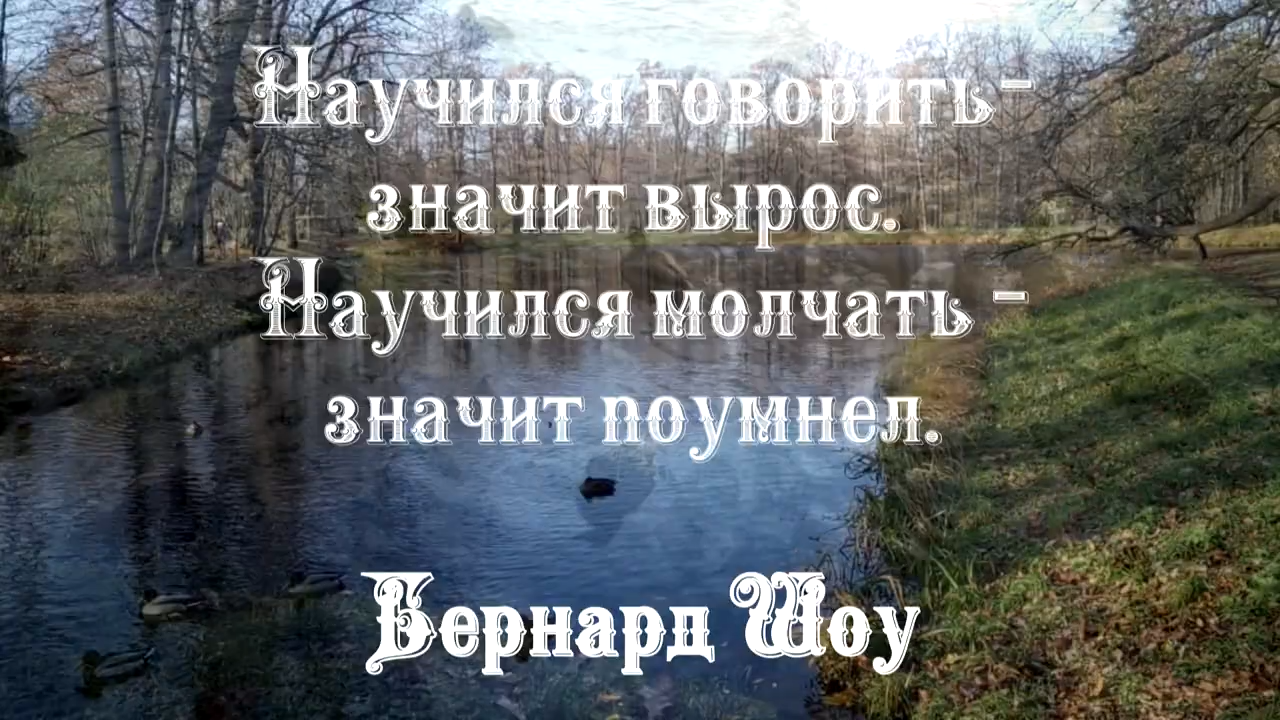 Научился говорить-
значит вырос.
Научился молчать -
значит поумнел.
Бернард Шоу